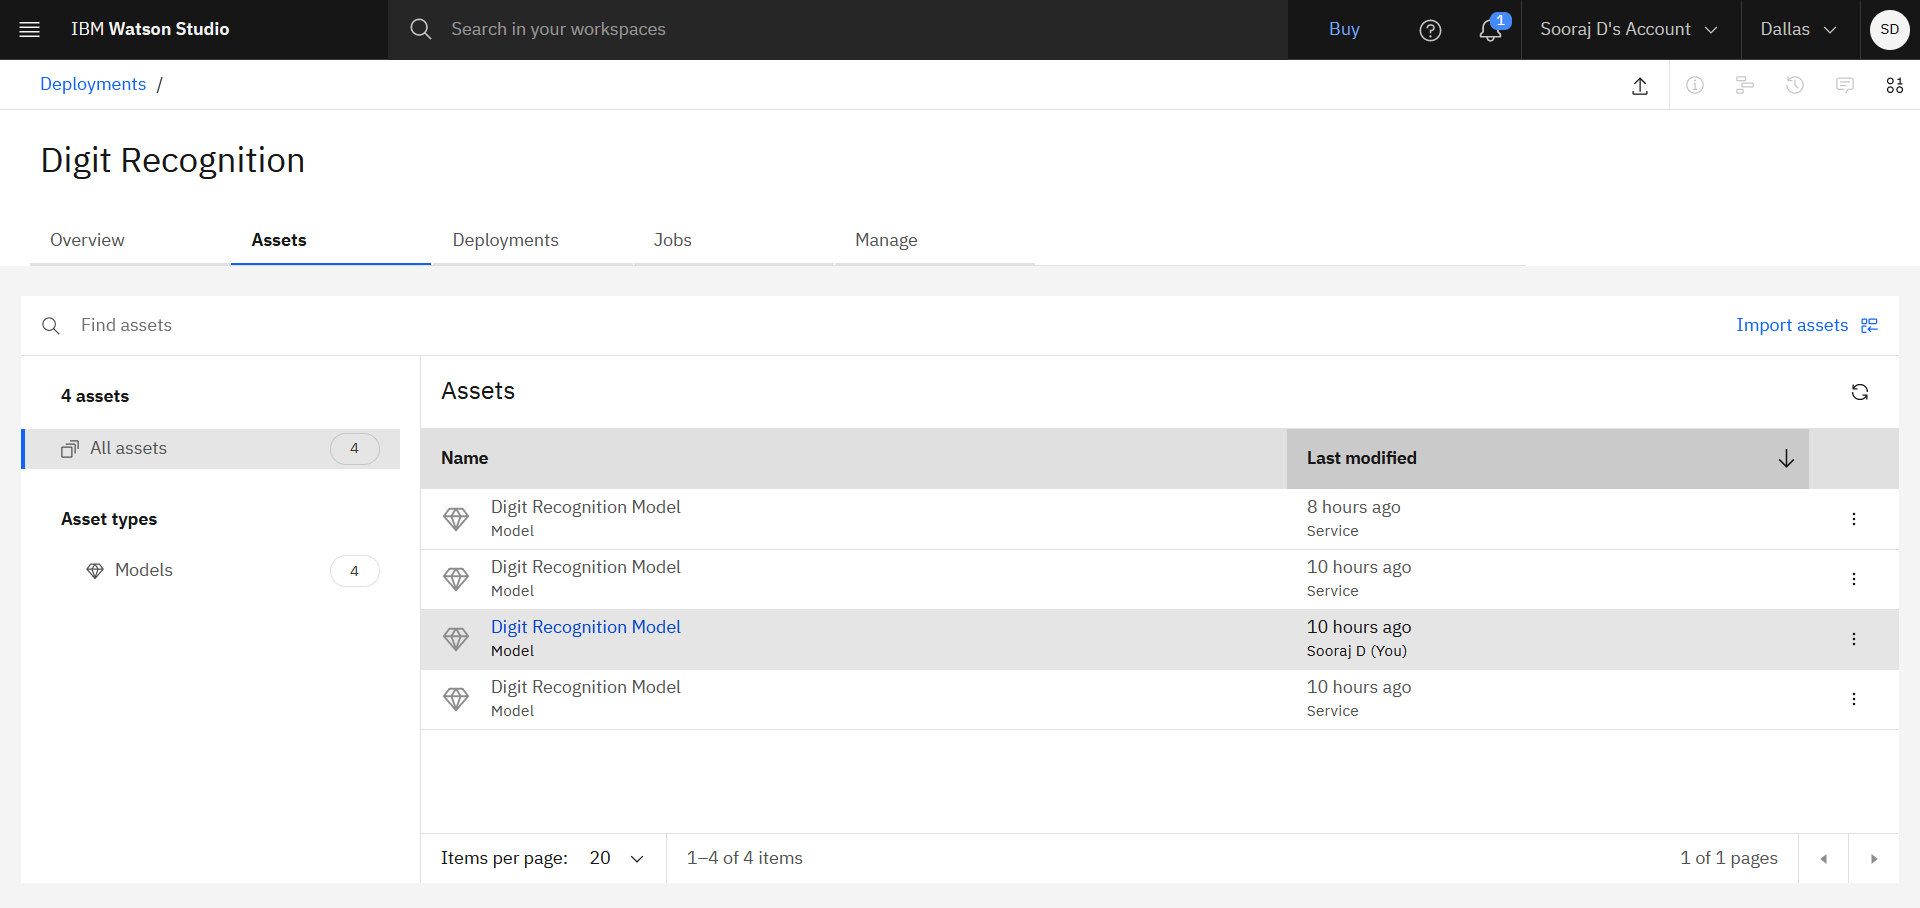 IBM Watson Studio
Search in your workspaces
Buy
1
Sooraj D's Account
Dallas
SD
Deployments /
Digit Recognition
Overview
Assets
Deployments
Jobs
Manage
Find assets
Import assets
4 assets
All assets
4
Asset types
Models
4
Assets
Name
Last modified
Digit Recognition Model
8 hours ago
Model
Service
Digit Recognition Model
10 hours ago
Model
Service
Digit Recognition Model
10 hours ago
Model
Sooraj D (You)
Digit Recognition Model
10 hours ago
Model
Service
Items per page:
20
1–4 of 4 items
1 of 1 pages